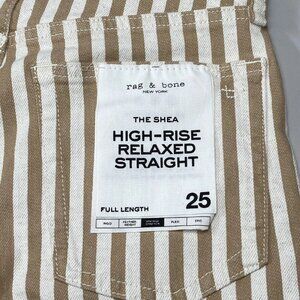 rag & bone
NEW YORK
THE SHEA
HIGH-RISE
RELAXED
STRAIGHT
FULL LENGTH 25